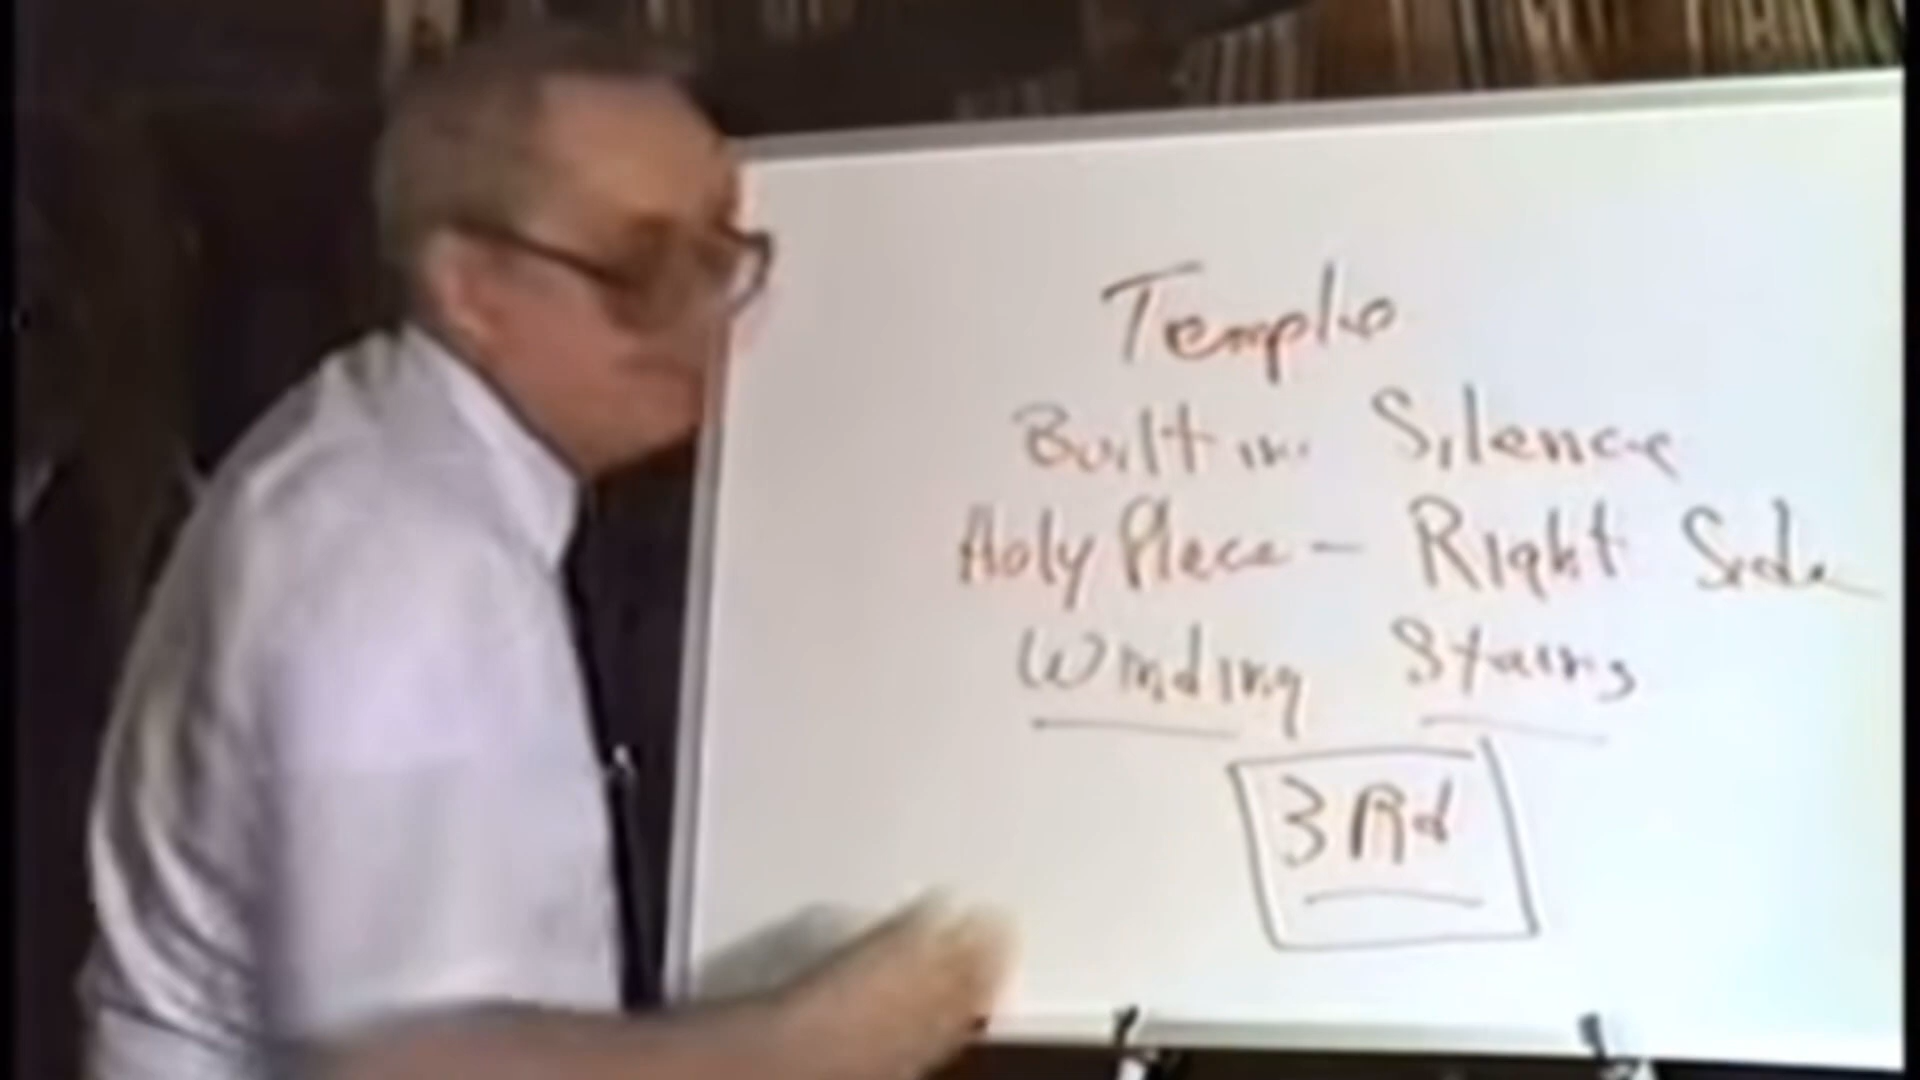 Temple
Built in Silence
Holy Place - Right Side
Winding Stairs
3 Rd